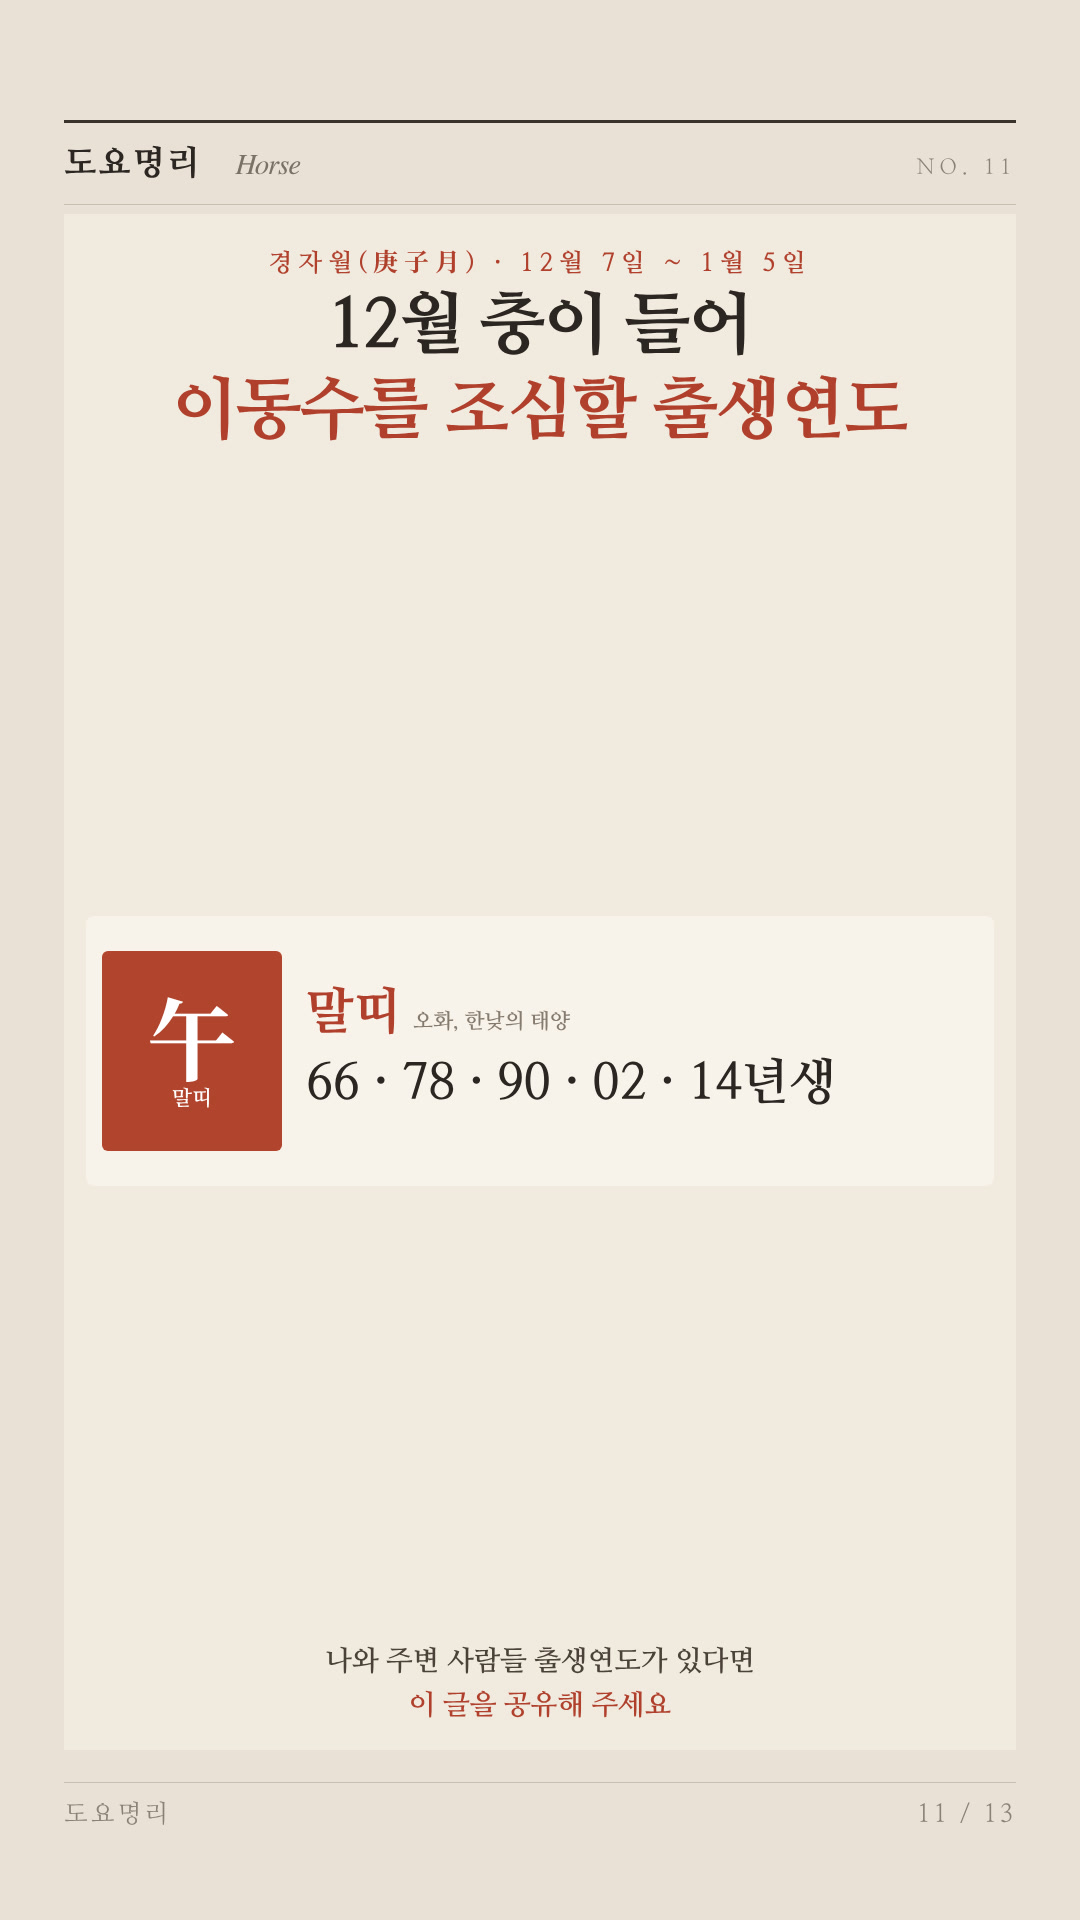 도요명리 Horse NO. 11
경자월(庚子月) · 12월 7일 ~ 1월 5일
12월 충이 들어
이동수를 조심할 출생연도
午
말띠
말띠 오화, 한낮의 태양
66 · 78 · 90 · 02 · 14년생
나와 주변 사람들 출생연도가 있다면
이 글을 공유해 주세요
도요명리 11 / 13